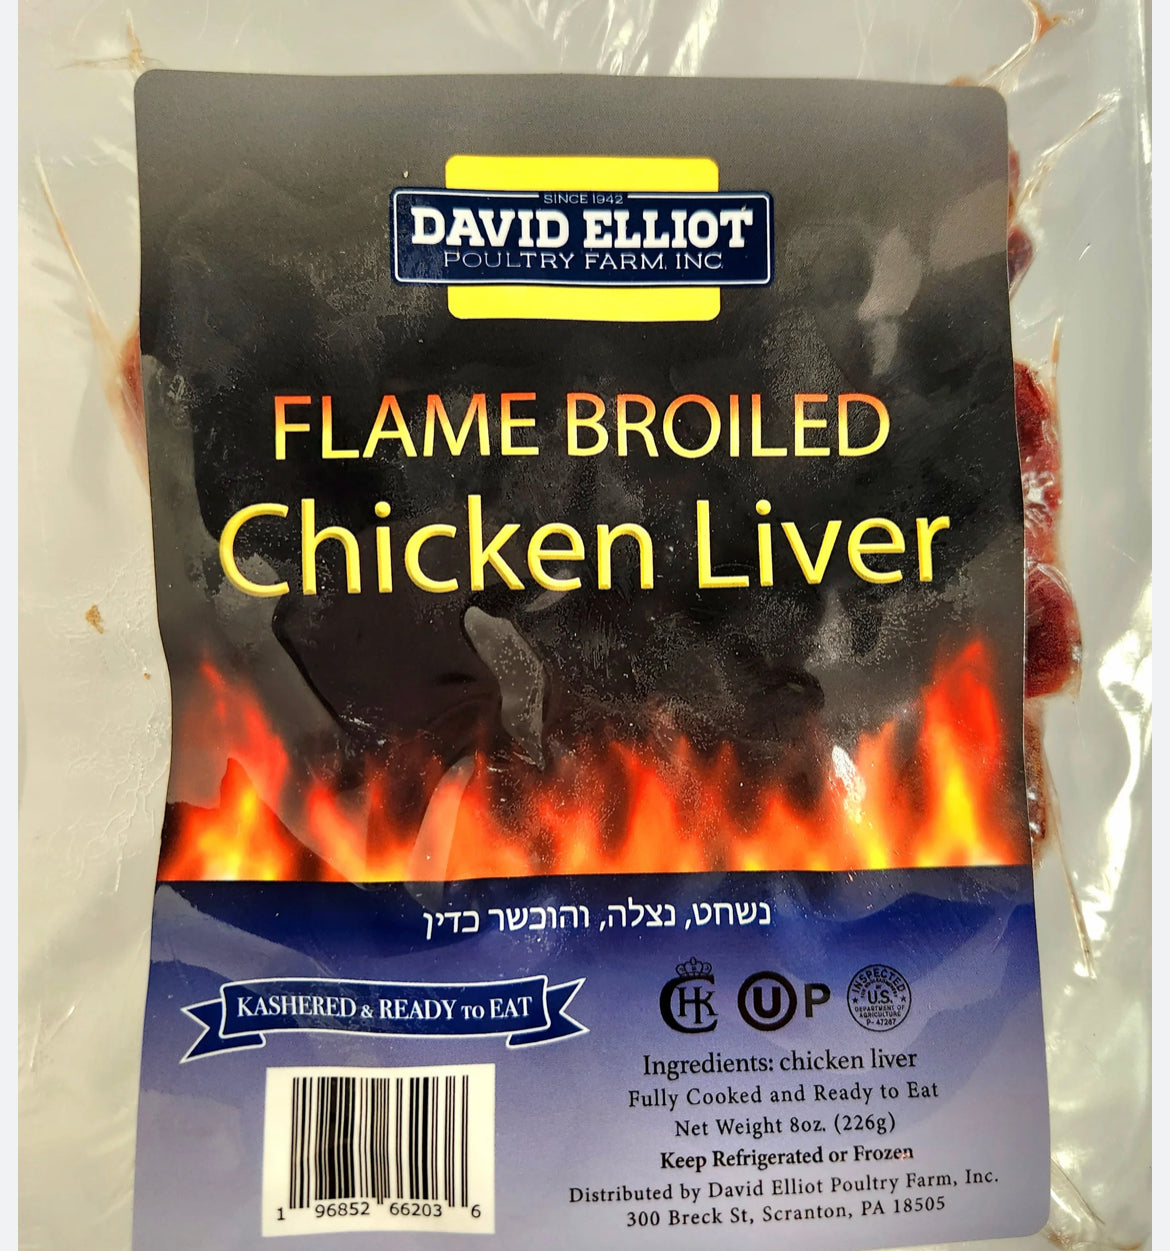 SINCE 1942
DAVID ELLIOT
POULTRY FARM, INC
FLAME BROILED
Chicken Liver
נשחט, נצלה, והוכשר כדין
KASHERED & READY TO EAT
CHK
U P
INSPECTED
U.S.
DEPARTMENT OF
AGRICULTURE
P-47267
Ingredients: chicken liver
Fully Cooked and Ready to Eat
Net Weight 8oz. (226g)
Keep Refrigerated or Frozen
Distributed by David Elliot Poultry Farm, Inc.
300 Breck St, Scranton, PA 18505
1 96852 66203 6